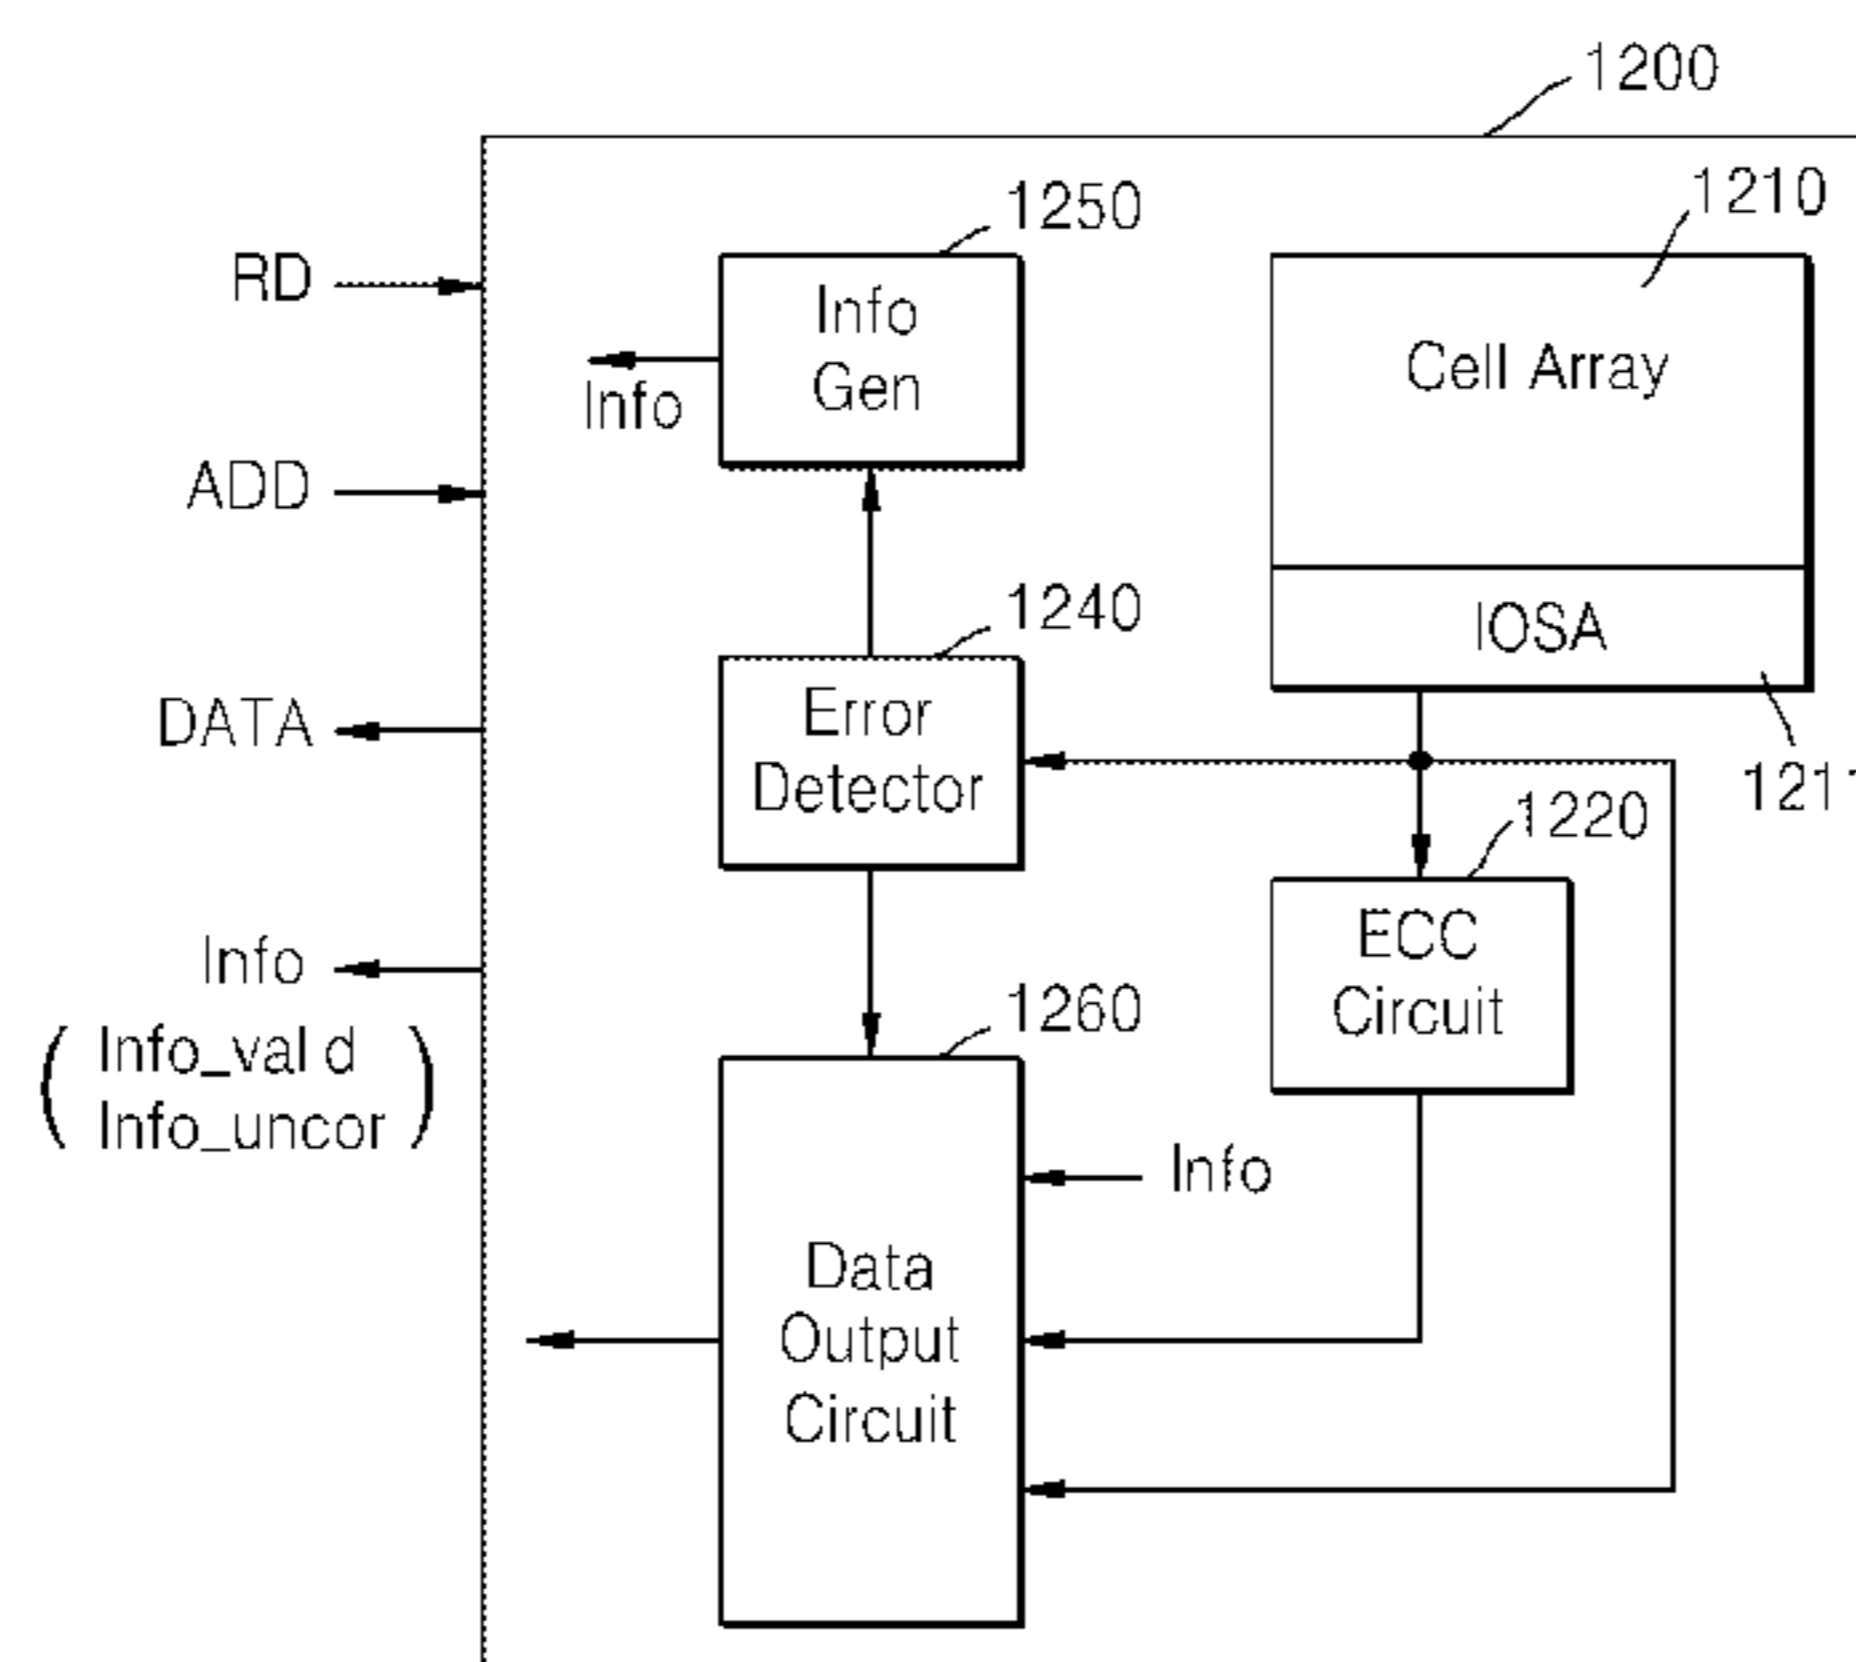 1200
1250
1210
RD
Info
Gen
Cell Array
Info
ADD
1240
IOSA
Error
Detector
DATA
1211
1220
ECC
Circuit
Info
Info_val d
Info_uncor
1260
Info
Data
Output
Circuit